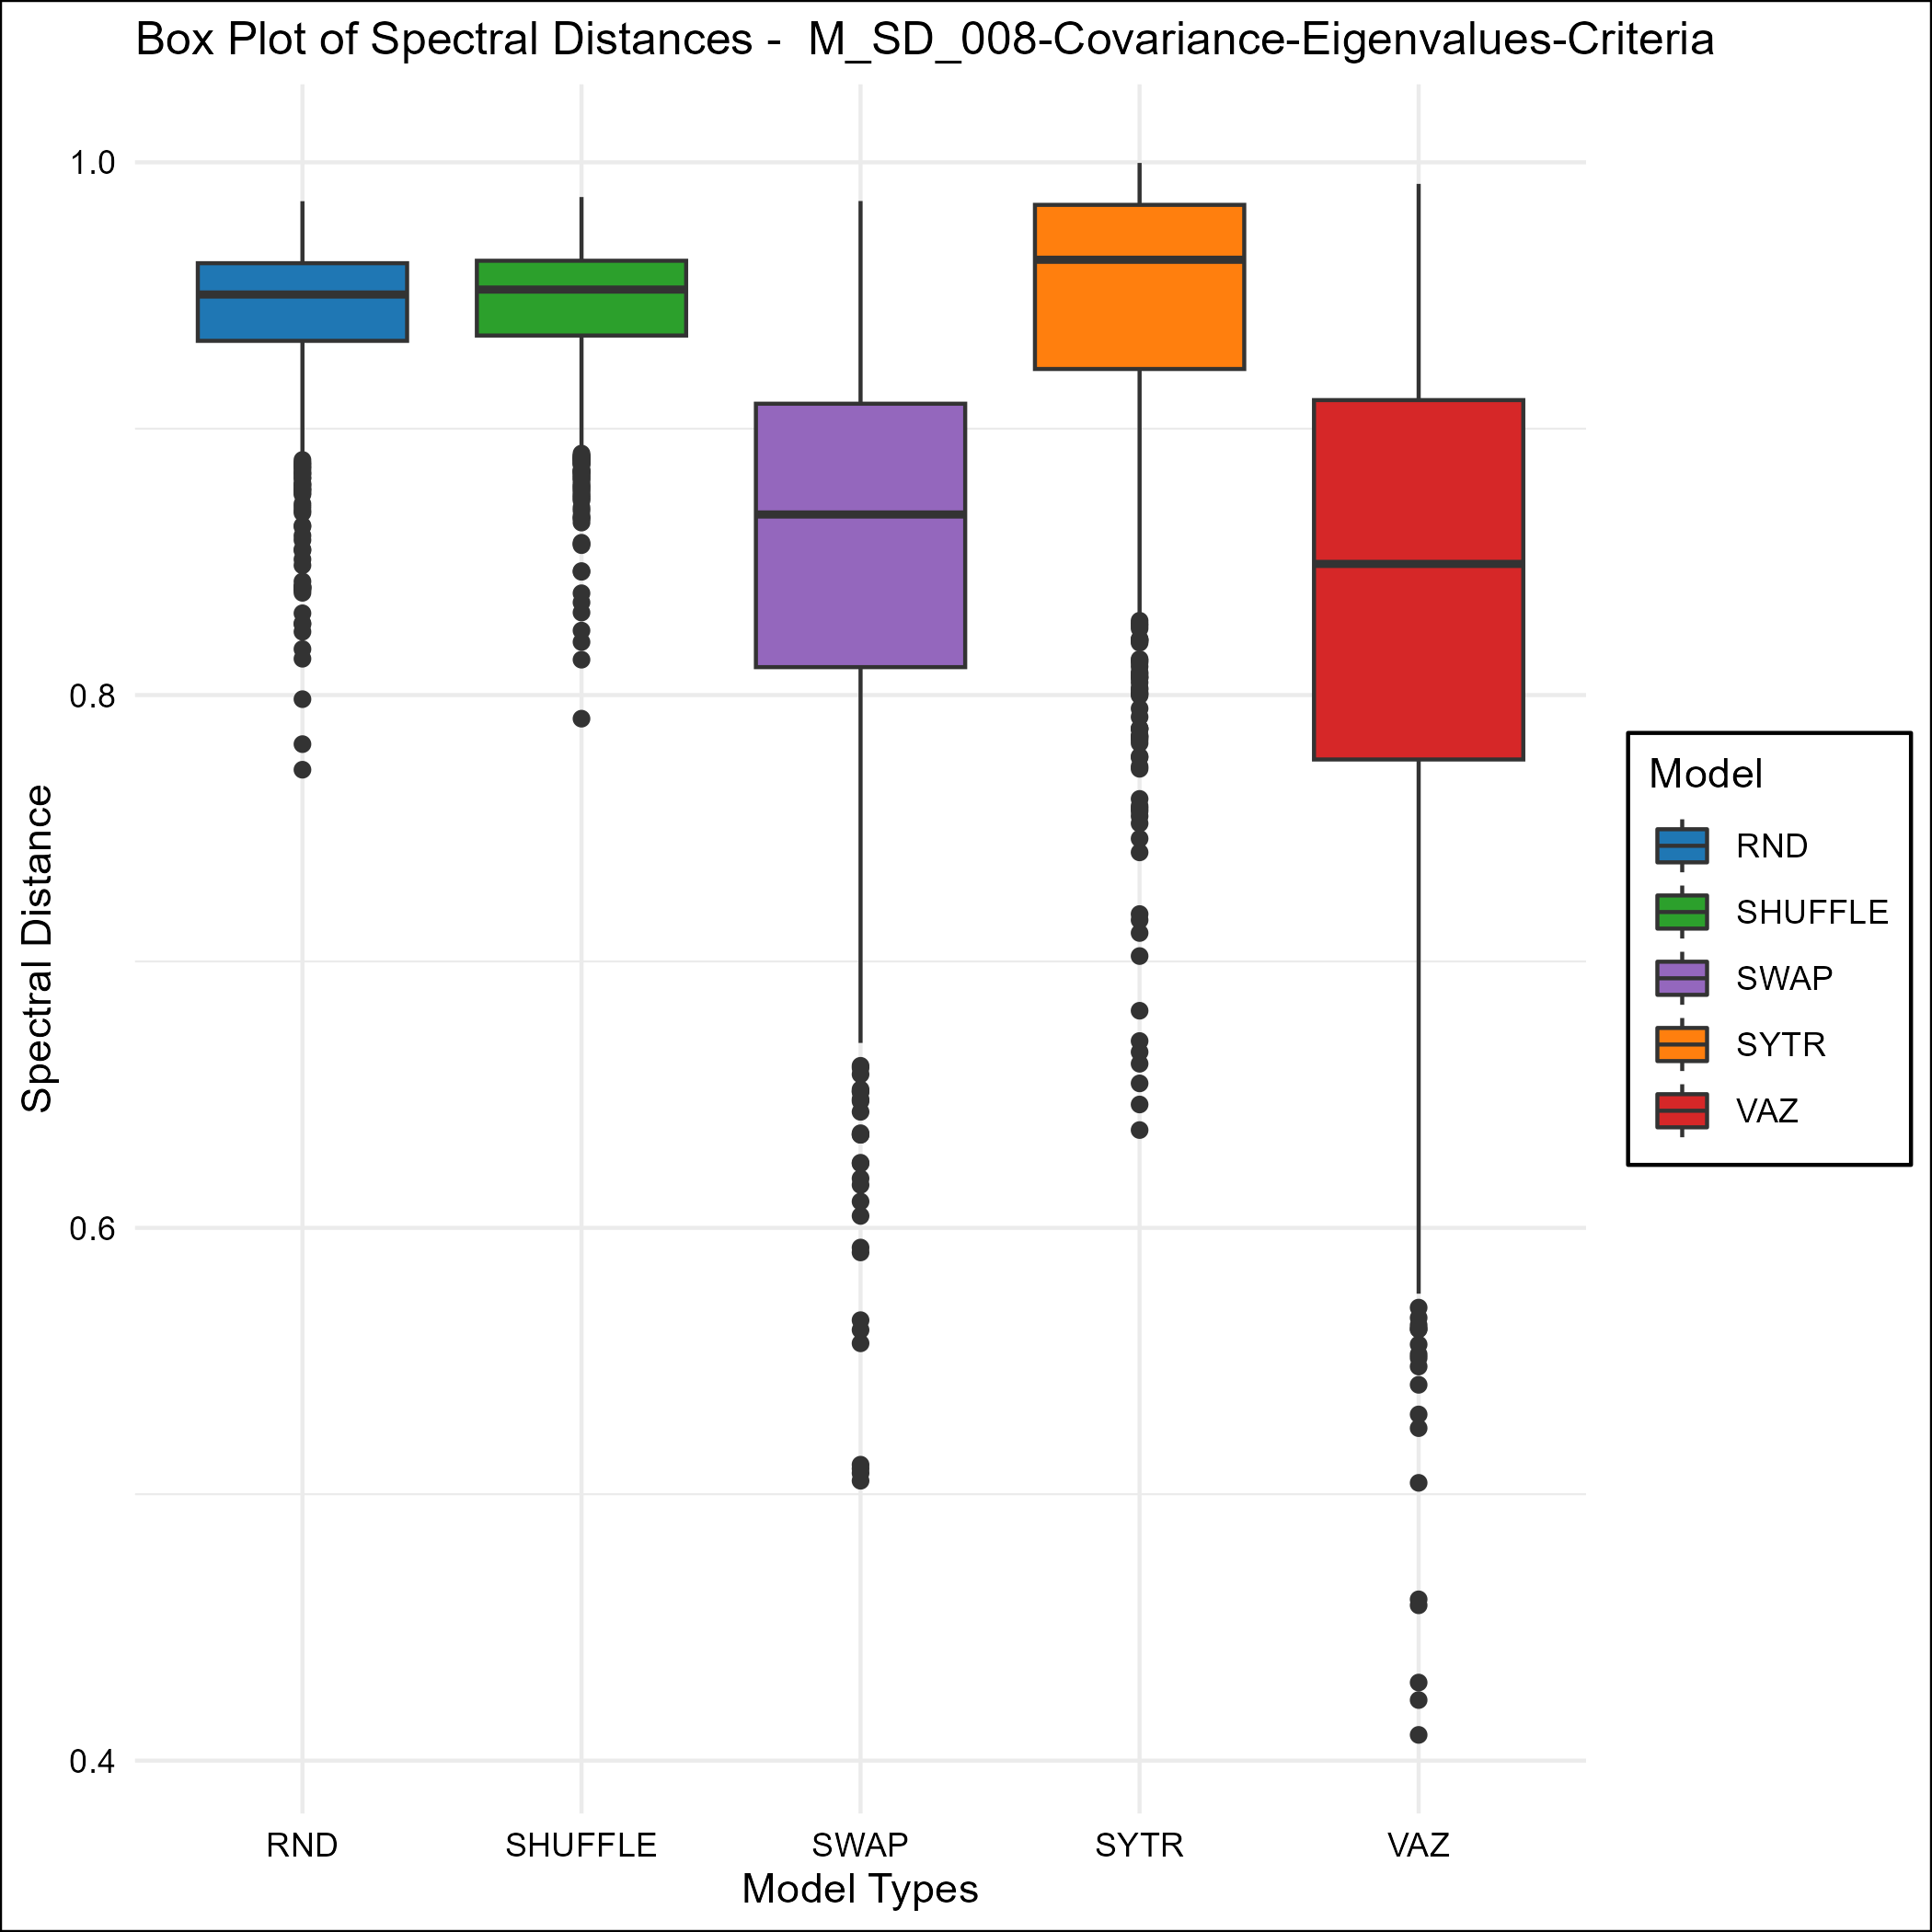 Box Plot of Spectral Distances -  M_SD_008-Covariance-Eigenvalues-Criteria
1.0
0.8
0.6
0.4
Spectral Distance
RND
SHUFFLE
SWAP
SYTR
VAZ
Model Types
Model
RND
SHUFFLE
SWAP
SYTR
VAZ